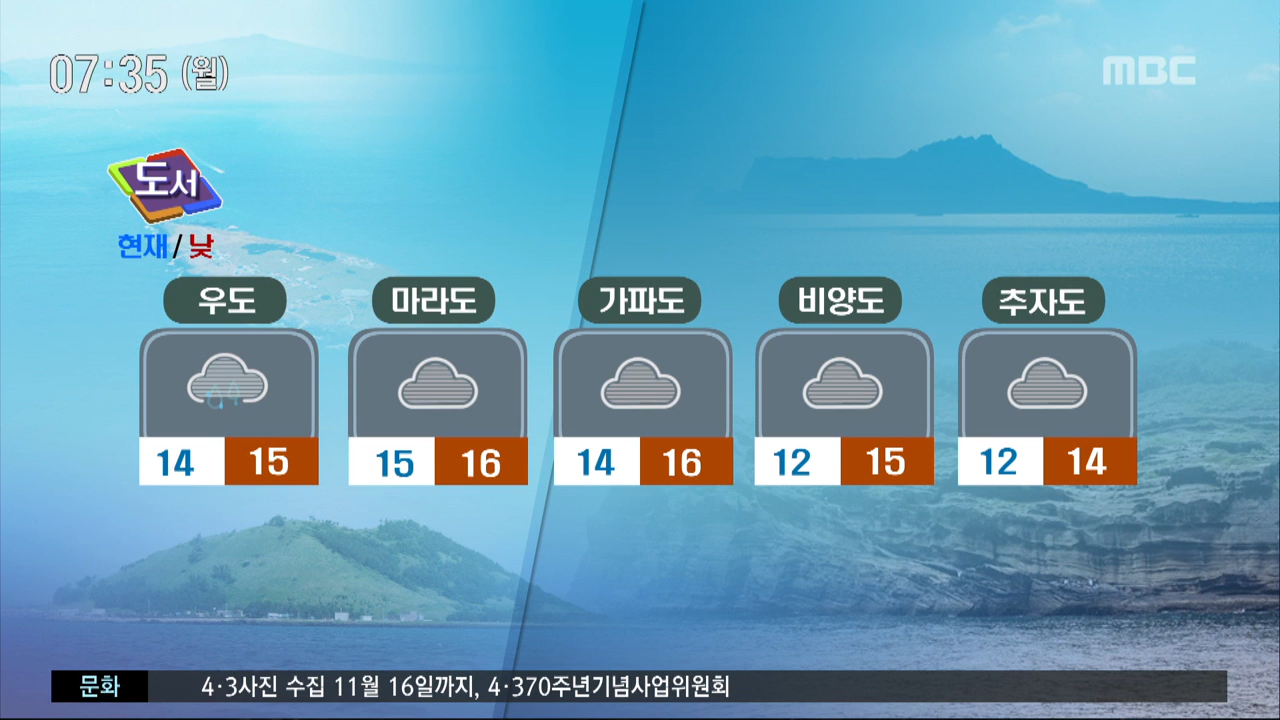 07:35 (월)
MBC
도서
현재/낮
우도 마라도 가파도 비양도 추자도
14 15 15 16 14 16 12 15 12 14
문화 4·3사진 수집 11월 16일까지, 4·370주년기념사업위원회